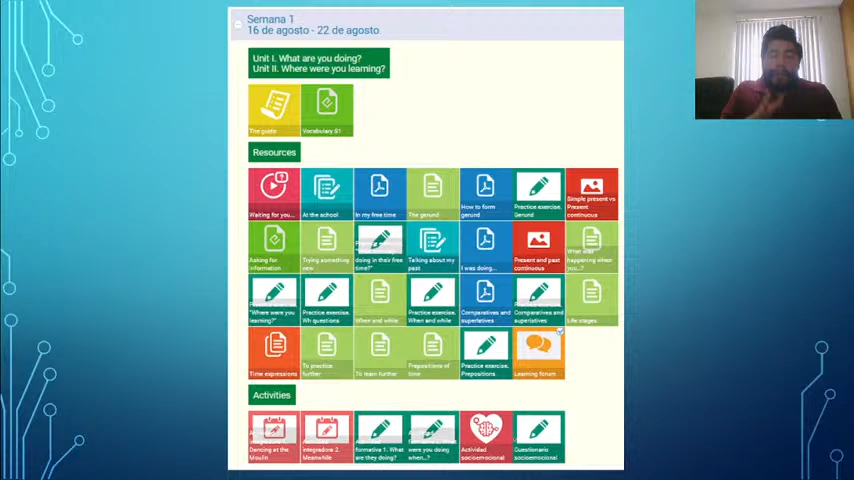 Semana 1
16 de agosto - 22 de agosto
Unit I. What are you doing?
Unit II. Where were you learning?
The guide
Vocabulary S1
Resources
Waiting for you...
At the school
In my free time
The gerund
How to form
gerund
Practice exercise.
Gerund
Simple present vs
Present
continuous
Asking for
information
Trying something
new
doing in their free
time?"
Talking about my
past
I was doing...
Present and past
continuous
What was
happening when
you...?
"Where were you
learning?"
Practice exercise.
Wh questions
When and while
Practice exercise.
When and while
Comparatives and
superlatives
Practice exercise.
Comparatives and
superlatives
Life stages
Time expressions
To practice
further
To learn further
Prepositions of
time
Practice exercise.
Prepositions
Learning forum
Activities
integradora 1.
Dancing at the
Moulin
integradora 2.
Meanwhile
formativa 1. What
are they doing?
were you doing
when...?
Actividad
socioemocional
Cuestionario
socioemocional